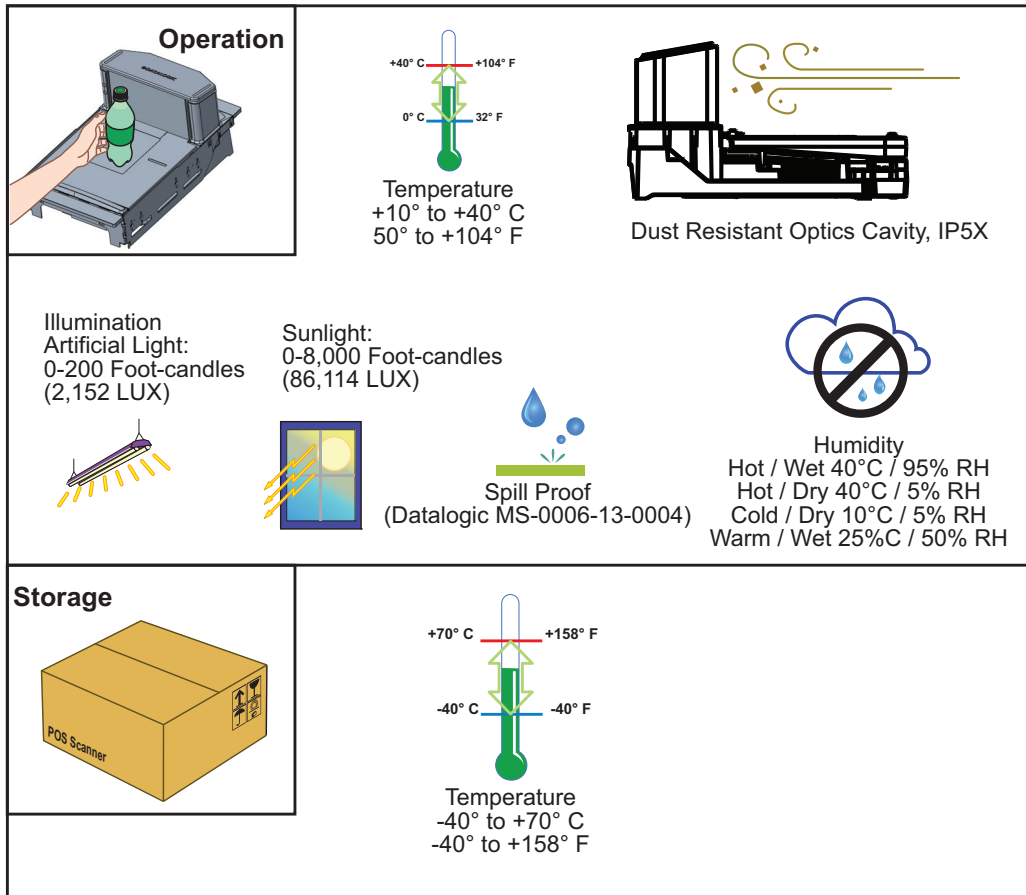 Operation
+40° C
+104° F
0° C
32° F
Temperature
+10° to +40° C
50° to +104° F
Dust Resistant Optics Cavity, IP5X
Illumination
Artificial Light:
0-200 Foot-candles
(2,152 LUX)
Sunlight:
0-8,000 Foot-candles
(86,114 LUX)
Spill Proof
(Datalogic MS-0006-13-0004)
Humidity
Hot / Wet 40°C / 95% RH
Hot / Dry 40°C / 5% RH
Cold / Dry 10°C / 5% RH
Warm / Wet 25%C / 50% RH
Storage
POS Scanner
+70° C
+158° F
-40° C
-40° F
Temperature
-40° to +70° C
-40° to +158° F